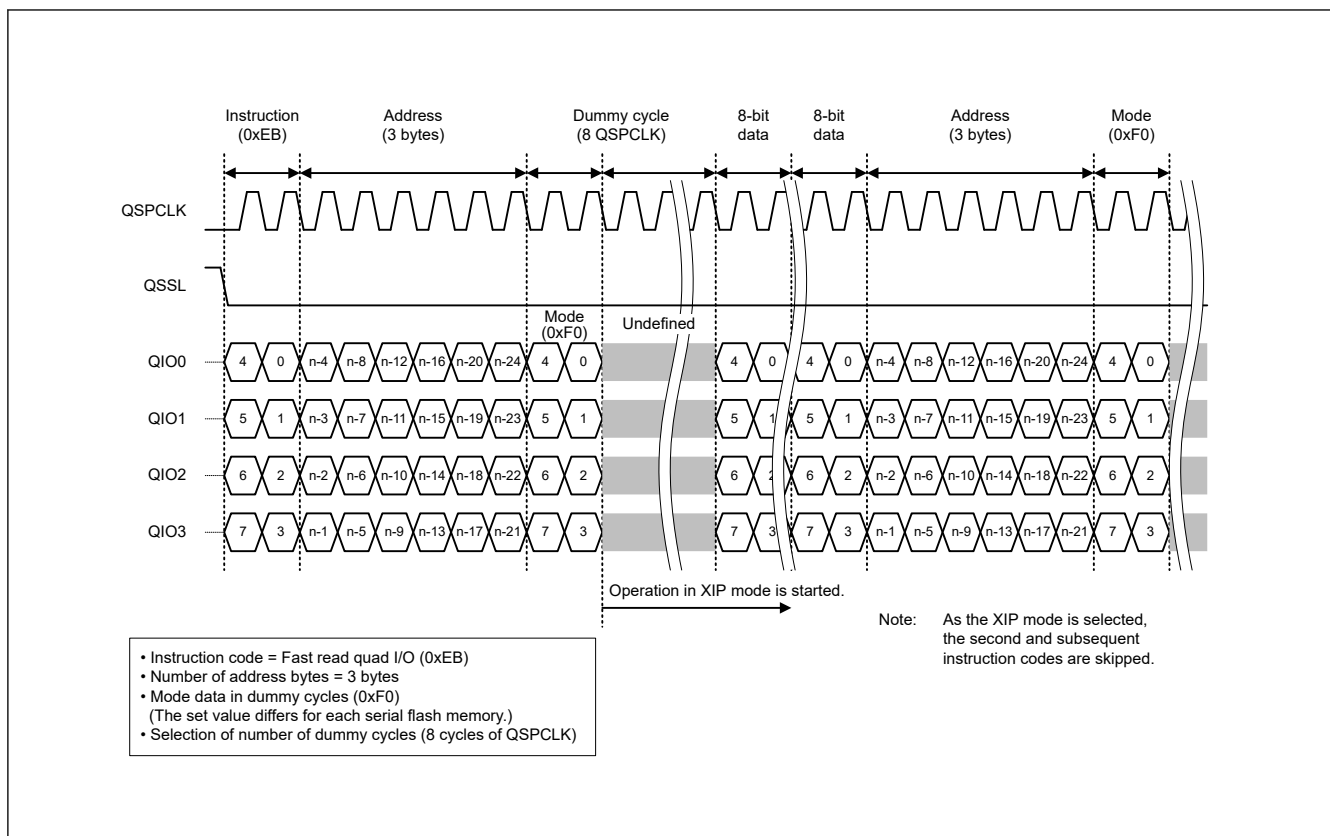 Instruction (0xEB)
Address (3 bytes)
Dummy cycle (8 QSPCLK)
8-bit data
8-bit data
Address (3 bytes)
Mode (0xF0)
QSPCLK
QSSL
Mode (0xF0)
Undefined
QIO0 4 0 n-4 n-8 n-12 n-16 n-20 n-24 4 0 4 0 4 0 n-4 n-8 n-12 n-16 n-20 n-24 4 0
QIO1 5 1 n-3 n-7 n-11 n-15 n-19 n-23 5 1 5 1 5 1 n-3 n-7 n-11 n-15 n-19 n-23 5 1
QIO2 6 2 n-2 n-6 n-10 n-14 n-18 n-22 6 2 6 2 6 2 n-2 n-6 n-10 n-14 n-18 n-22 6 2
QIO3 7 3 n-1 n-5 n-9 n-13 n-17 n-21 7 3 7 3 7 3 n-1 n-5 n-9 n-13 n-17 n-21 7 3
Operation in XIP mode is started.
Note: As the XIP mode is selected,
the second and subsequent
instruction codes are skipped.
• Instruction code = Fast read quad I/O (0xEB)
• Number of address bytes = 3 bytes
• Mode data in dummy cycles (0xF0)
(The set value differs for each serial flash memory.)
• Selection of number of dummy cycles (8 cycles of QSPCLK)